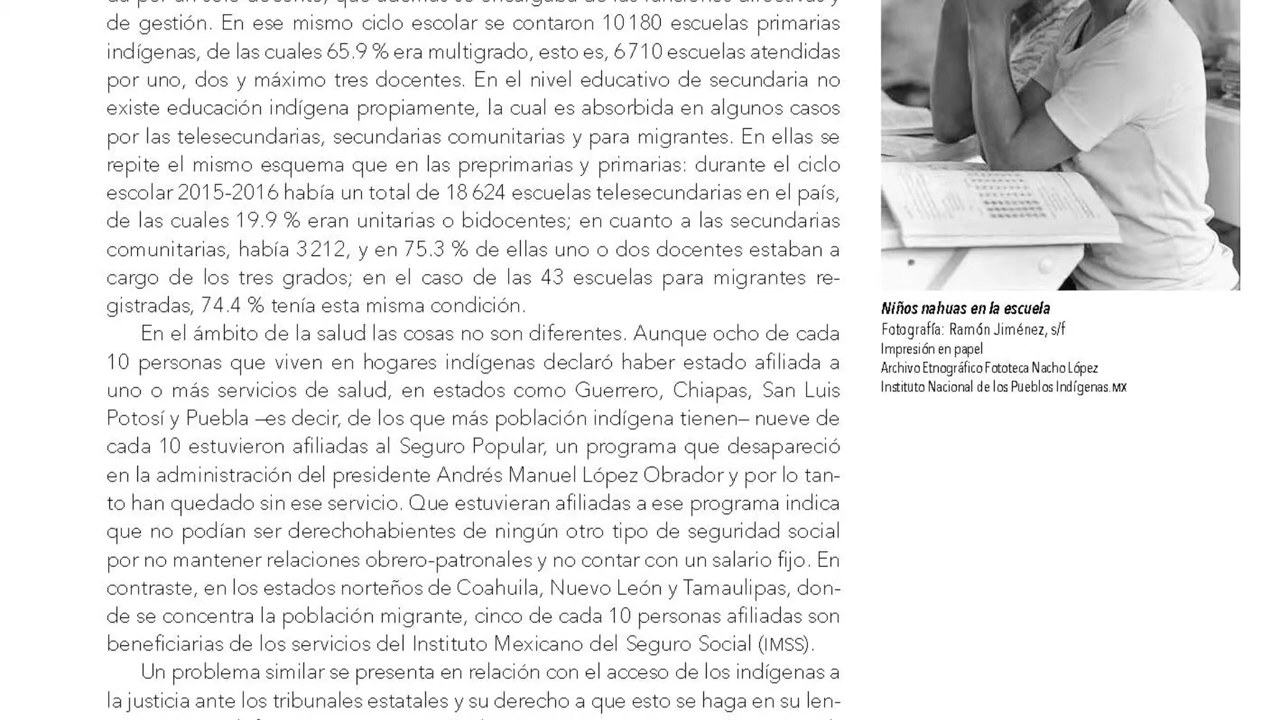 de gestión. En ese mismo ciclo escolar se contaron 10 180 escuelas primarias
indígenas, de las cuales 65.9 % era multigrado, esto es, 6 710 escuelas atendidas
por uno, dos y máximo tres docentes. En el nivel educativo de secundaria no
existe educación indígena propiamente, la cual es absorbida en algunos casos
por las telesecundarias, secundarias comunitarias y para migrantes. En ellas se
repite el mismo esquema que en las preprimarias y primarias: durante el ciclo
escolar 2015-2016 había un total de 18 624 escuelas telesecundarias en el país,
de las cuales 19.9 % eran unitarias o bidocentes; en cuanto a las secundarias
comunitarias, había 3 212, y en 75.3 % de ellas uno o dos docentes estaban a
cargo de los tres grados; en el caso de las 43 escuelas para migrantes re-
gistradas, 74.4 % tenía esta misma condición.
En el ámbito de la salud las cosas no son diferentes. Aunque ocho de cada
10 personas que viven en hogares indígenas declaró haber estado afiliada a
uno o más servicios de salud, en estados como Guerrero, Chiapas, San Luis
Potosí y Puebla —es decir, de los que más población indígena tienen— nueve de
cada 10 estuvieron afiliadas al Seguro Popular, un programa que desapareció
en la administración del presidente Andrés Manuel López Obrador y por lo tan-
to han quedado sin ese servicio. Que estuvieran afiliadas a ese programa indica
que no podían ser derechohabientes de ningún otro tipo de seguridad social
por no mantener relaciones obrero-patronales y no contar con un salario fijo. En
contraste, en los estados norteños de Coahuila, Nuevo León y Tamaulipas, don-
de se concentra la población migrante, cinco de cada 10 personas afiliadas son
beneficiarias de los servicios del Instituto Mexicano del Seguro Social (IMSS).
Un problema similar se presenta en relación con el acceso de los indígenas a
la justicia ante los tribunales estatales y su derecho a que esto se haga en su len-
Niños nahuas en la escuela
Fotografía: Ramón Jiménez, s/f
Impresión en papel
Archivo Etnográfico Fototeca Nacho López
Instituto Nacional de los Pueblos Indígenas.MX